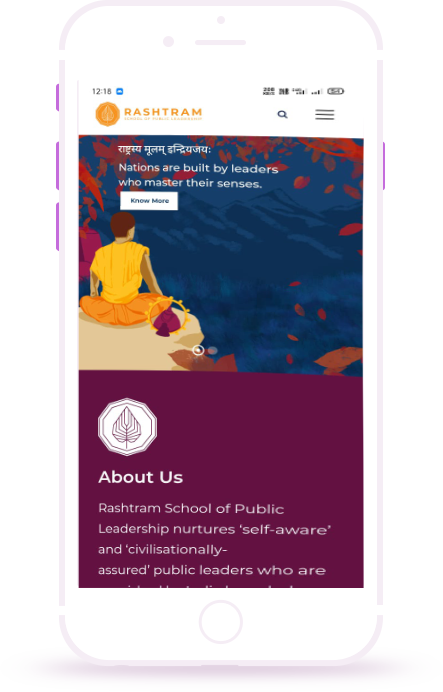 12:18
RASHTRAM
SCHOOL OF PUBLIC LEADERSHIP
राष्ट्रस्य मूलम् इन्द्रियजयः
Nations are built by leaders
who master their senses.
Know More
About Us
Rashtram School of Public
Leadership nurtures ‘self-aware’
and ‘civilisationally-
assured’ public leaders who are